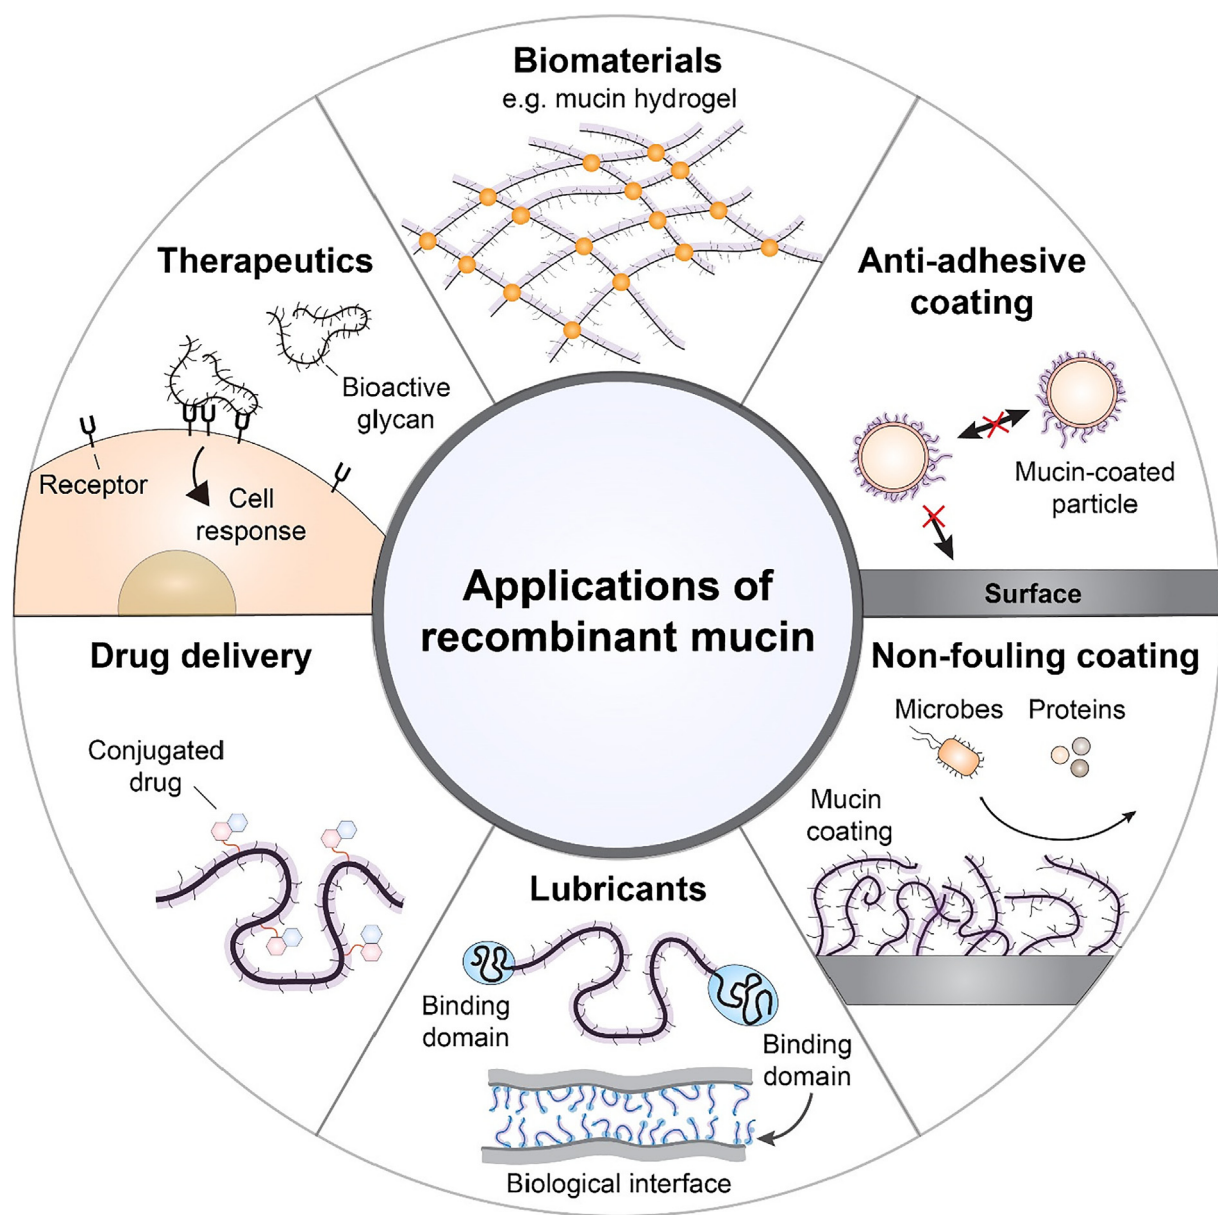 Biomaterials
e.g. mucin hydrogel
Anti-adhesive
coating
Mucin-coated
particle
Surface
Non-fouling coating
Microbes
Proteins
Mucin
coating
Lubricants
Binding
domain
Binding
domain
Biological interface
Drug delivery
Conjugated
drug
Therapeutics
Bioactive
glycan
Receptor
Cell
response
Applications of
recombinant mucin